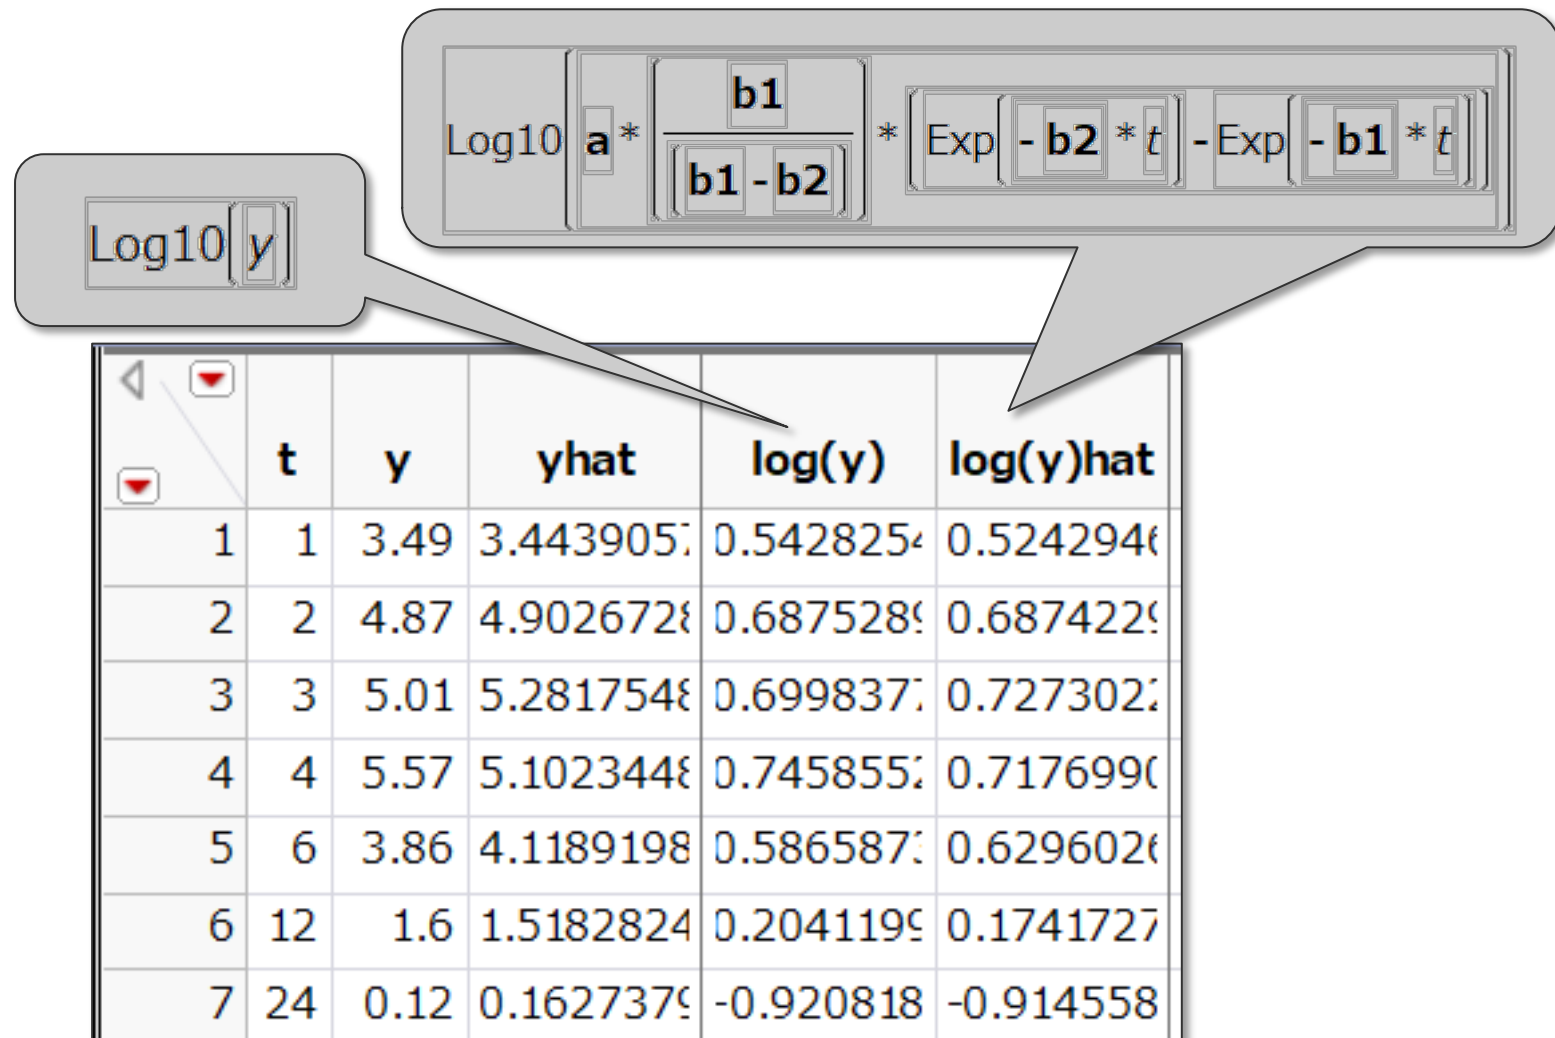 Log10(a*(b1/(b1-b2))*(Exp(-b2*t)-Exp(-b1*t)))
Log10(y)
t y yhat log(y) log(y)hat
1 1 3.49 3.4439057 0.542825 0.524294
2 2 4.87 4.902672 0.687528 0.687422
3 3 5.01 5.281754 0.699837 0.727302
4 4 5.57 5.102344 0.745855 0.717699
5 6 3.86 4.1189198 0.586587 0.629602
6 12 1.6 1.5182824 0.204119 0.1741727
7 24 0.12 0.162737 -0.920818 -0.914558